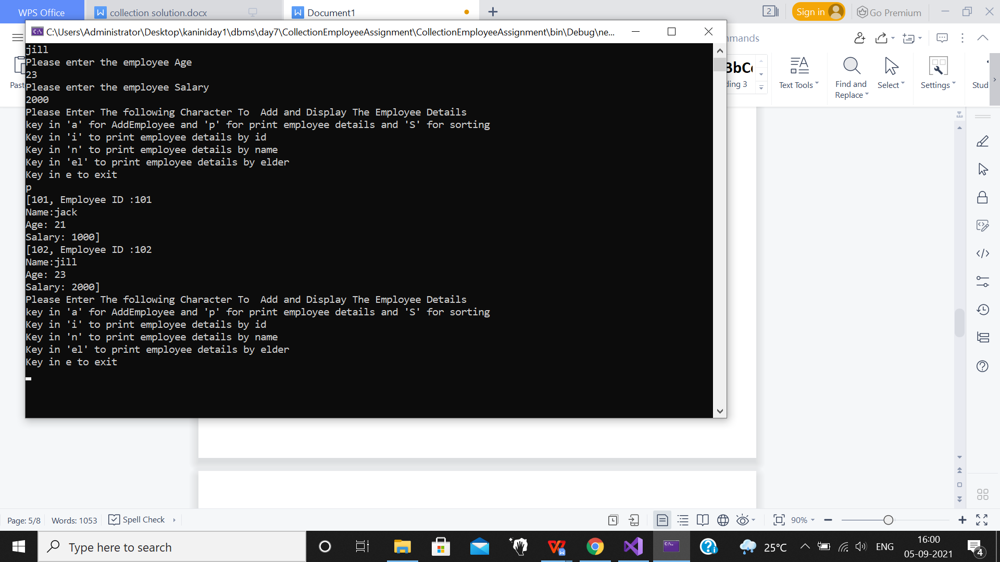 WPS Office
collection solution.docx
Document1
2
Sign in
Go Premium
C:\Users\Administrator\Desktop\kaniniday1\dbms\day7\CollectionEmployeeAssignment\CollectionEmployeeAssignment\bin\Debug\ne...
mmands
Past
BbCc
ding 3
Text Tools
Find and
Replace
Select
Settings
Stud
jill
Please enter the employee Age
23
Please enter the employee Salary
2000
Please Enter The following Character To  Add and Display The Employee Details
key in 'a' for AddEmployee and 'p' for print employee details and 'S' for sorting
Key in 'i' to print employee details by id
Key in 'n' to print employee details by name
Key in 'el' to print employee details by elder
Key in e to exit
p
[101, Employee ID :101
Name:jack
Age: 21
Salary: 1000]
[102, Employee ID :102
Name:jill
Age: 23
Salary: 2000]
Please Enter The following Character To  Add and Display The Employee Details
key in 'a' for AddEmployee and 'p' for print employee details and 'S' for sorting
Key in 'i' to print employee details by id
Key in 'n' to print employee details by name
Key in 'el' to print employee details by elder
Key in e to exit
Page: 5/8
Words: 1053
Spell Check
90%
Type here to search
25°C
ENG
16:00
05-09-2021
4